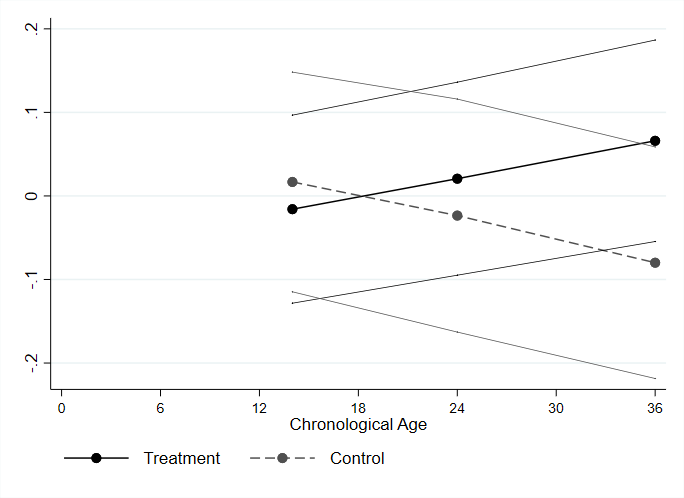 .2
.1
0
-.1
-.2
0 6 12 18 24 30 36
Chronological Age
Treatment Control